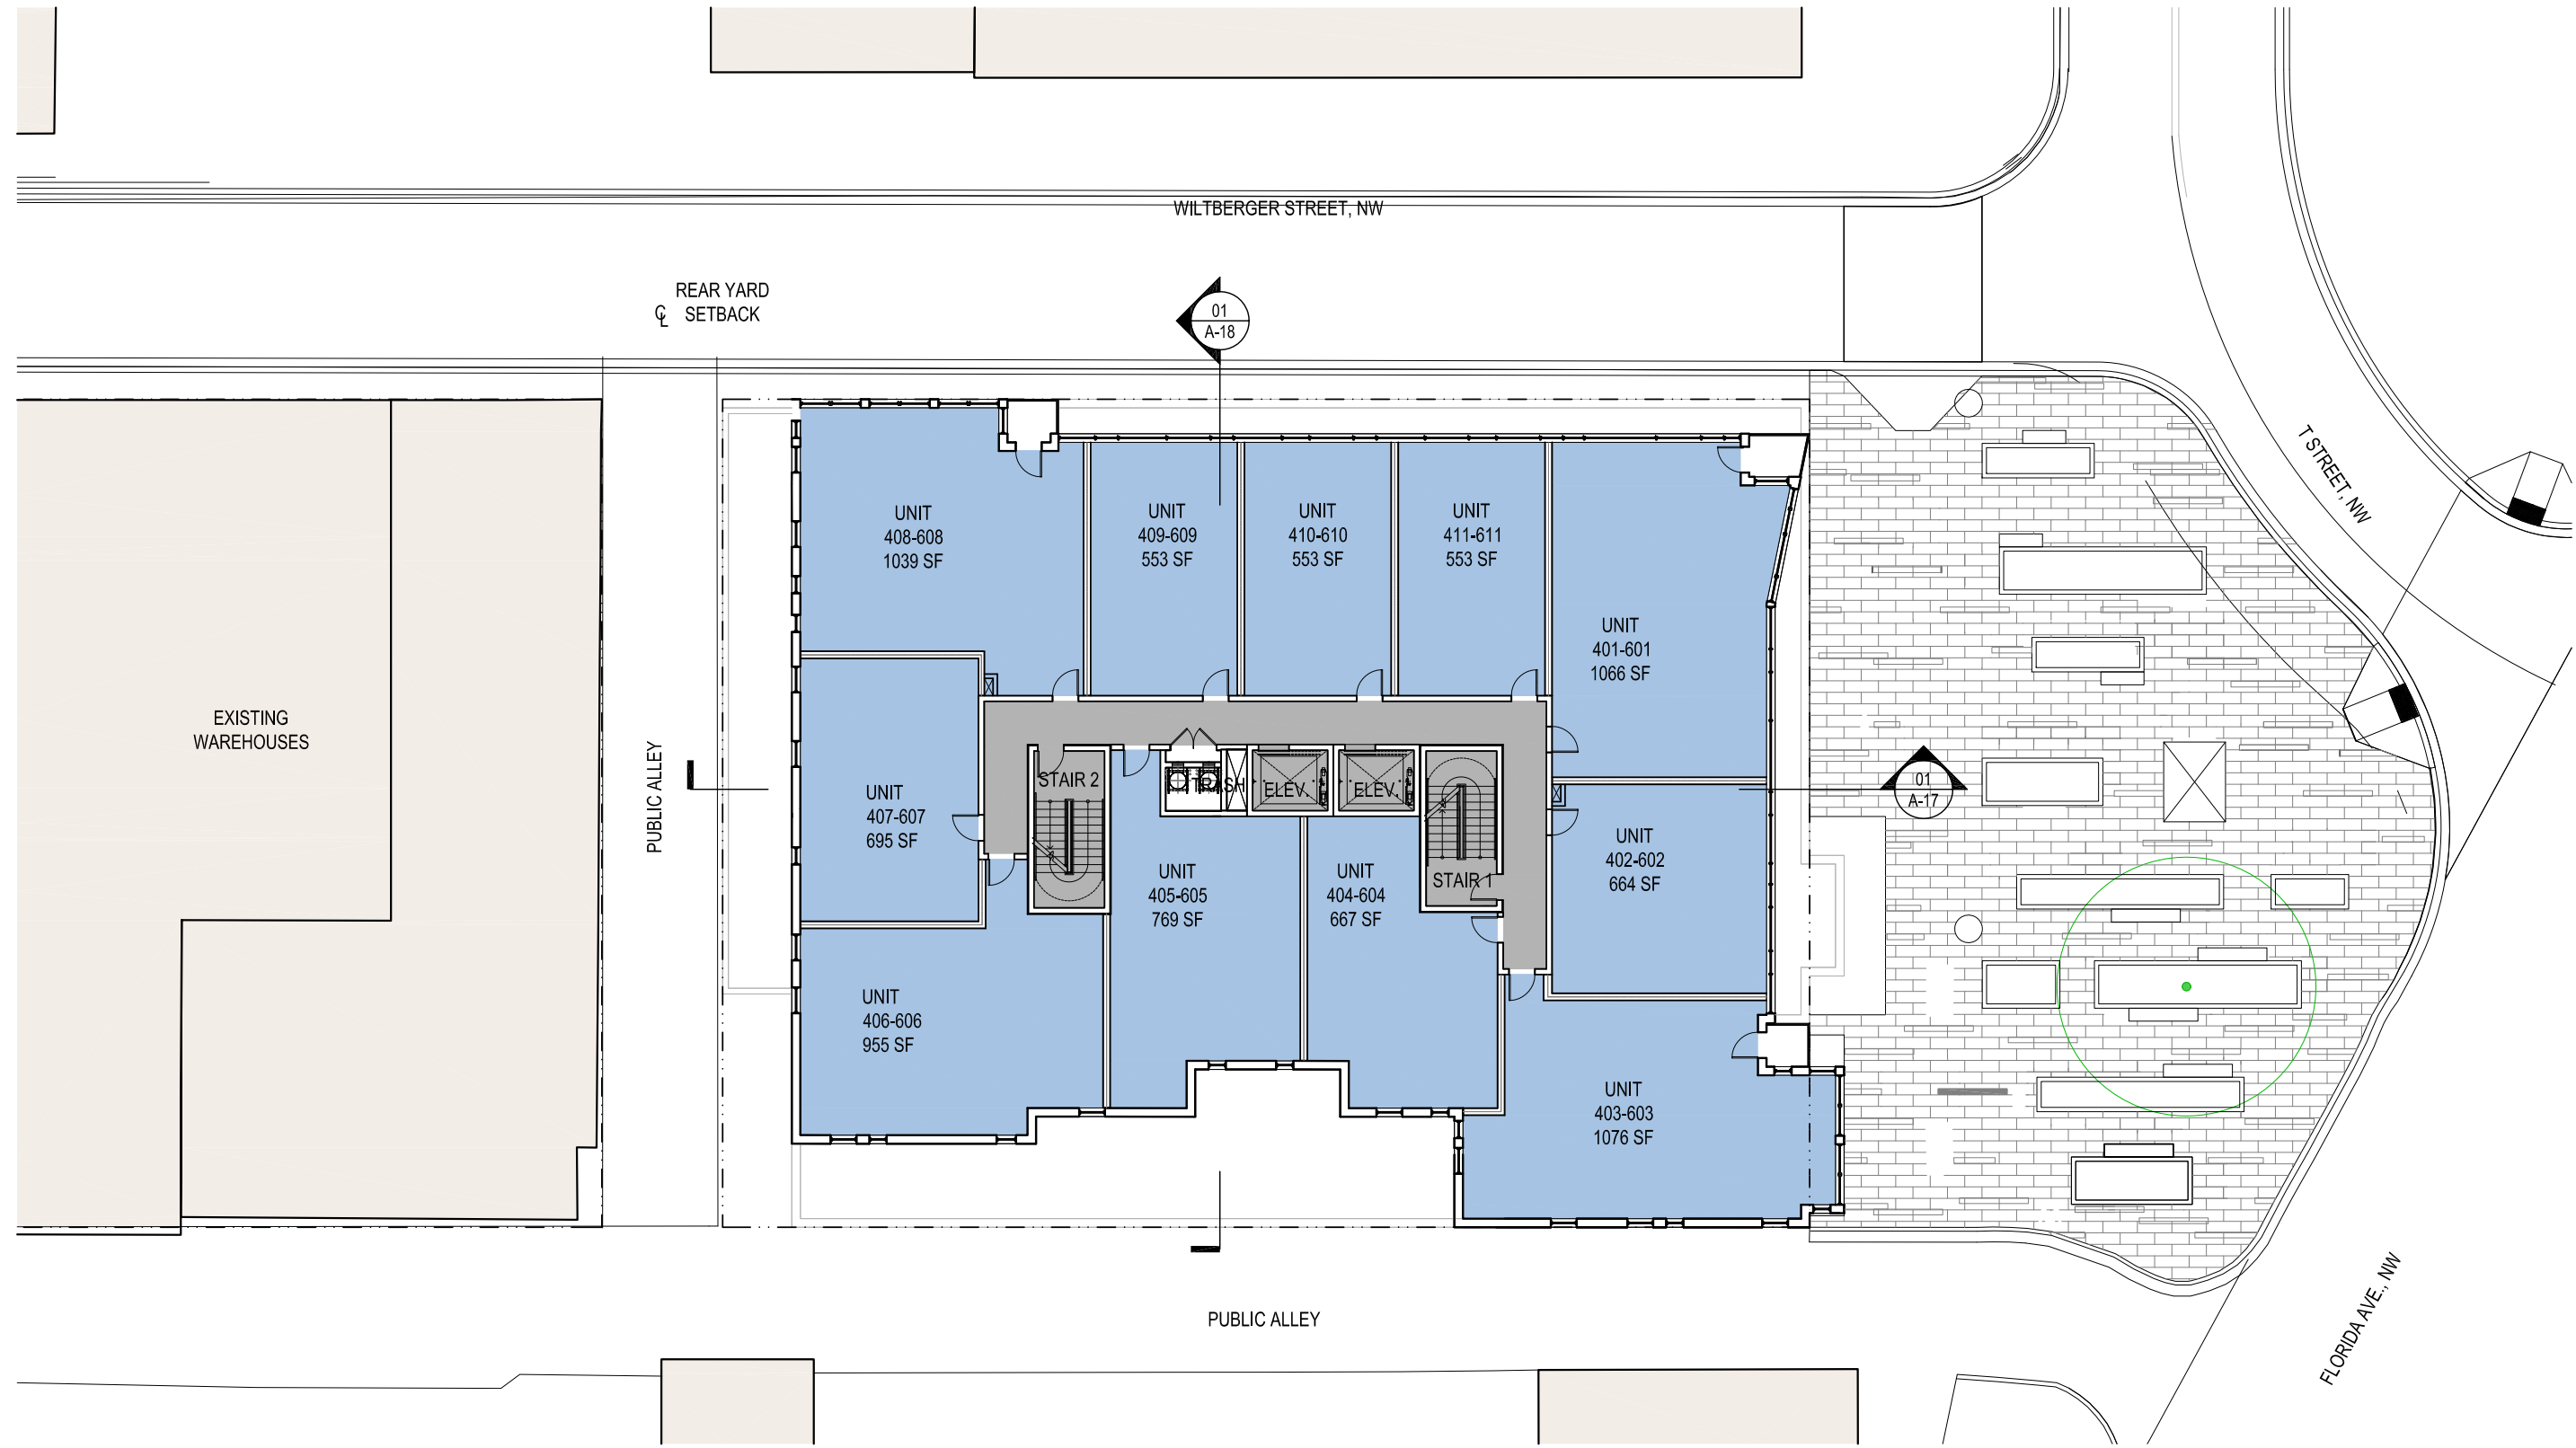 WILTBERGER STREET, NW
REAR YARD
℄ SETBACK
01
A-18
T STREET, NW
UNIT
408-608
1039 SF
UNIT
409-609
553 SF
UNIT
410-610
553 SF
UNIT
411-611
553 SF
UNIT
401-601
1066 SF
EXISTING
WAREHOUSES
PUBLIC ALLEY
UNIT
407-607
695 SF
STAIR 2
TRASH
ELEV.
ELEV.
STAIR 1
01
A-17
UNIT
402-602
664 SF
UNIT
405-605
769 SF
UNIT
404-604
667 SF
UNIT
406-606
955 SF
UNIT
403-603
1076 SF
PUBLIC ALLEY
FLORIDA AVE., NW